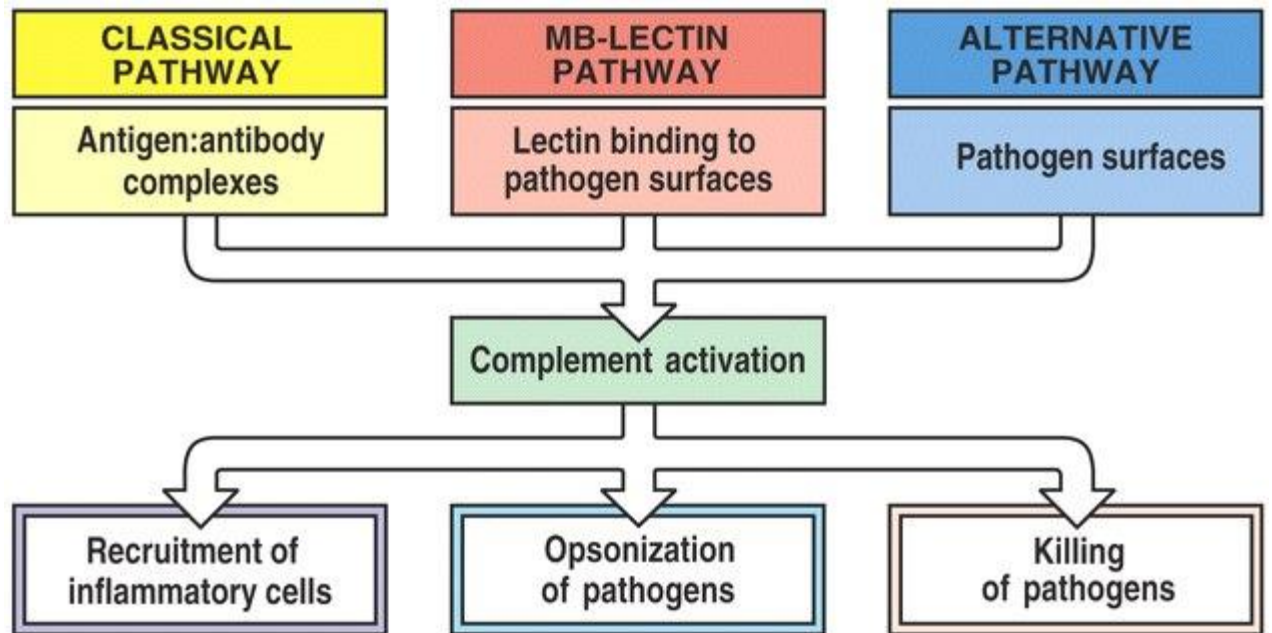 CLASSICAL
PATHWAY
Antigen:antibody
complexes
MB-LECTIN
PATHWAY
Lectin binding to
pathogen surfaces
ALTERNATIVE
PATHWAY
Pathogen surfaces
Complement activation
Recruitment of
inflammatory cells
Opsonization
of pathogens
Killing
of pathogens